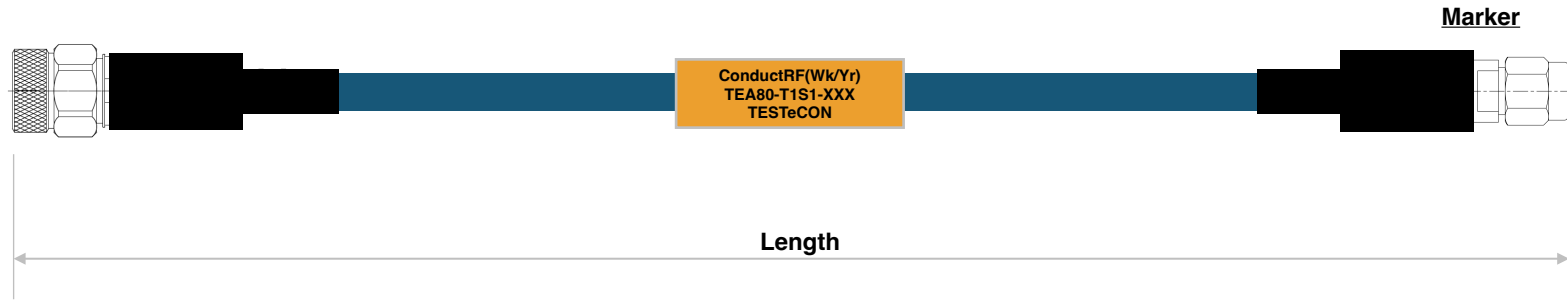 Marker
ConductRF(Wk/Yr)
TEA80-T1S1-XXX
TESTeCON
Length